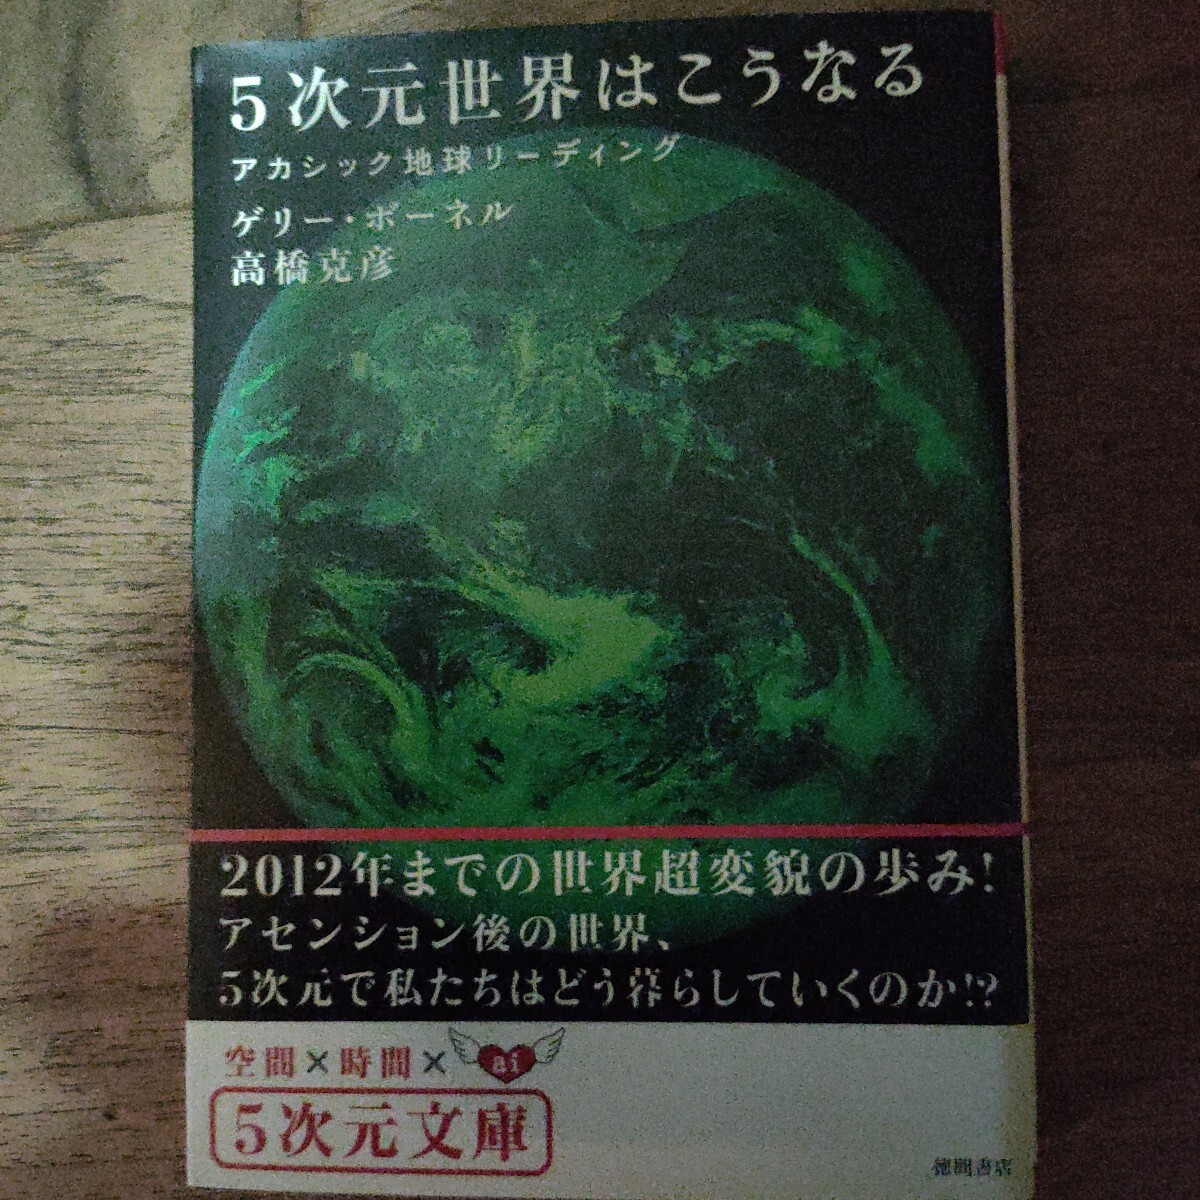 5次元世界はこうなる
アカシック地球リーディング
ゲリー・ボーネル
高橋克彦
2012年までの世界超変貌の歩み!
アセンション後の世界、
5次元で私たちはどう暮らしていくのか!?
空間×時間×ai
5次元文庫
徳間書店